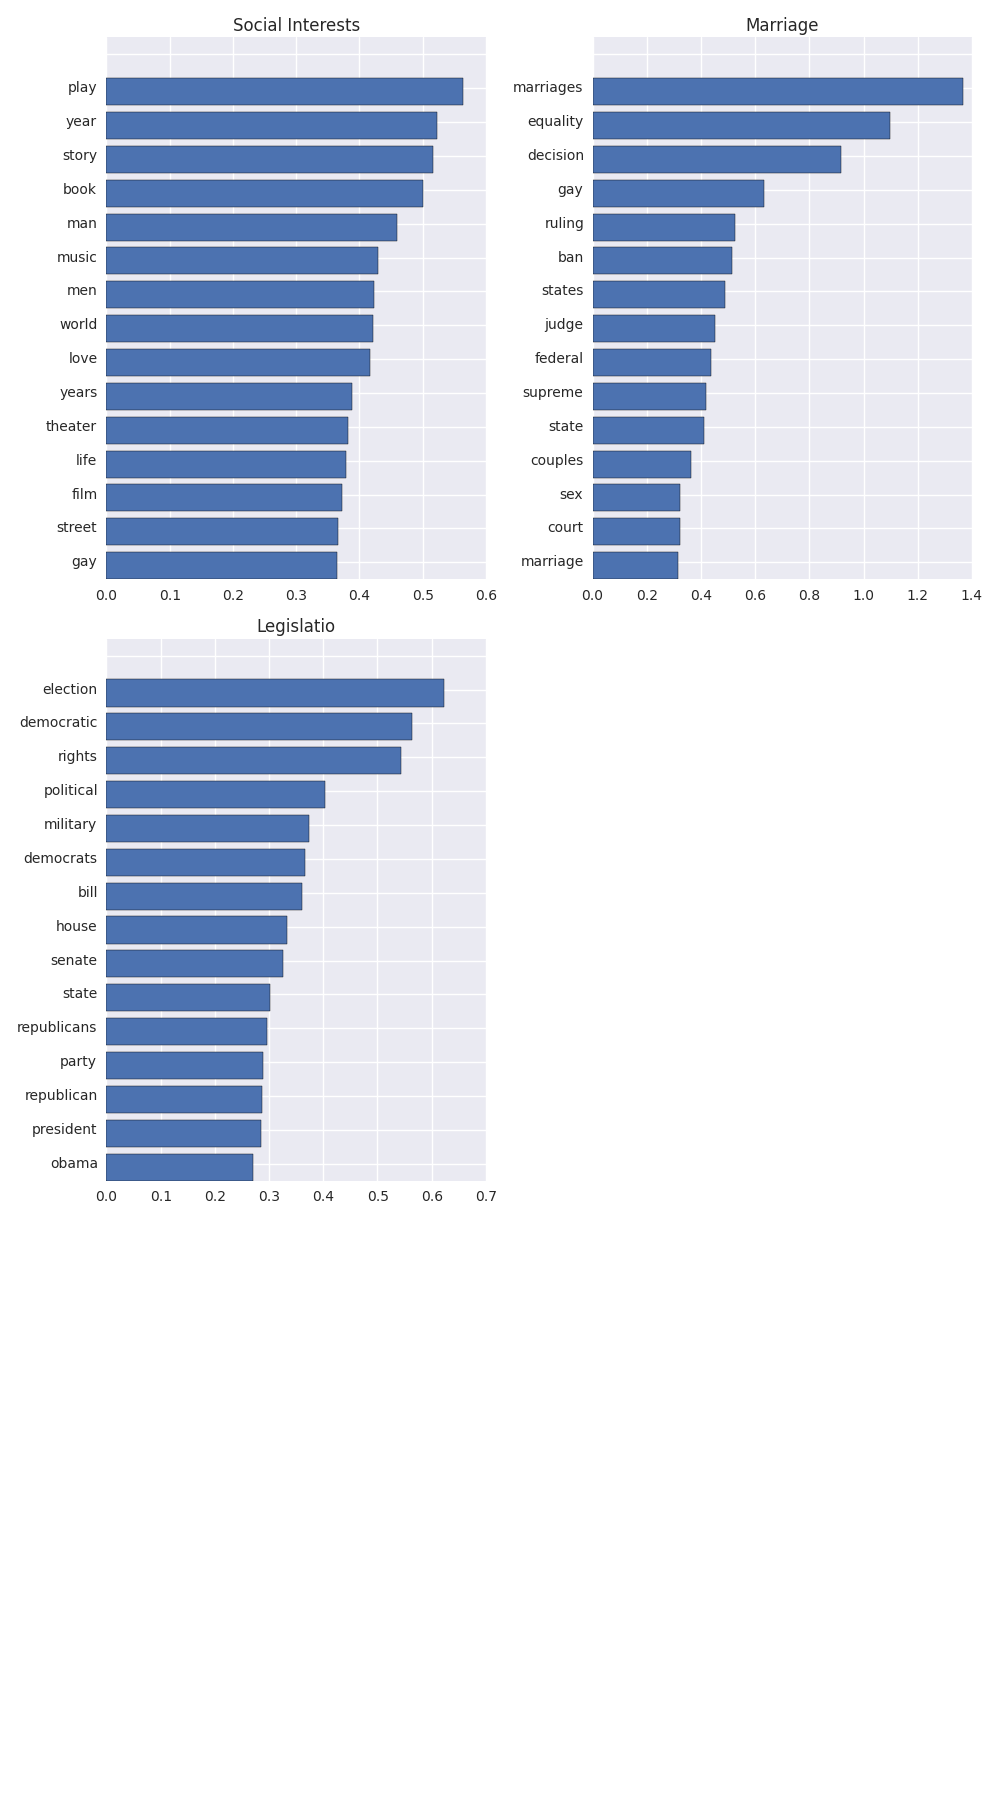 Social Interests
play
year
story
book
man
music
men
world
love
years
theater
life
film
street
gay
0.0 0.1 0.2 0.3 0.4 0.5 0.6
Marriage
marriages
equality
decision
gay
ruling
ban
states
judge
federal
supreme
state
couples
sex
court
marriage
0.0 0.2 0.4 0.6 0.8 1.0 1.2 1.4
Legislatio
election
democratic
rights
political
military
democrats
bill
house
senate
state
republicans
party
republican
president
obama
0.0 0.1 0.2 0.3 0.4 0.5 0.6 0.7